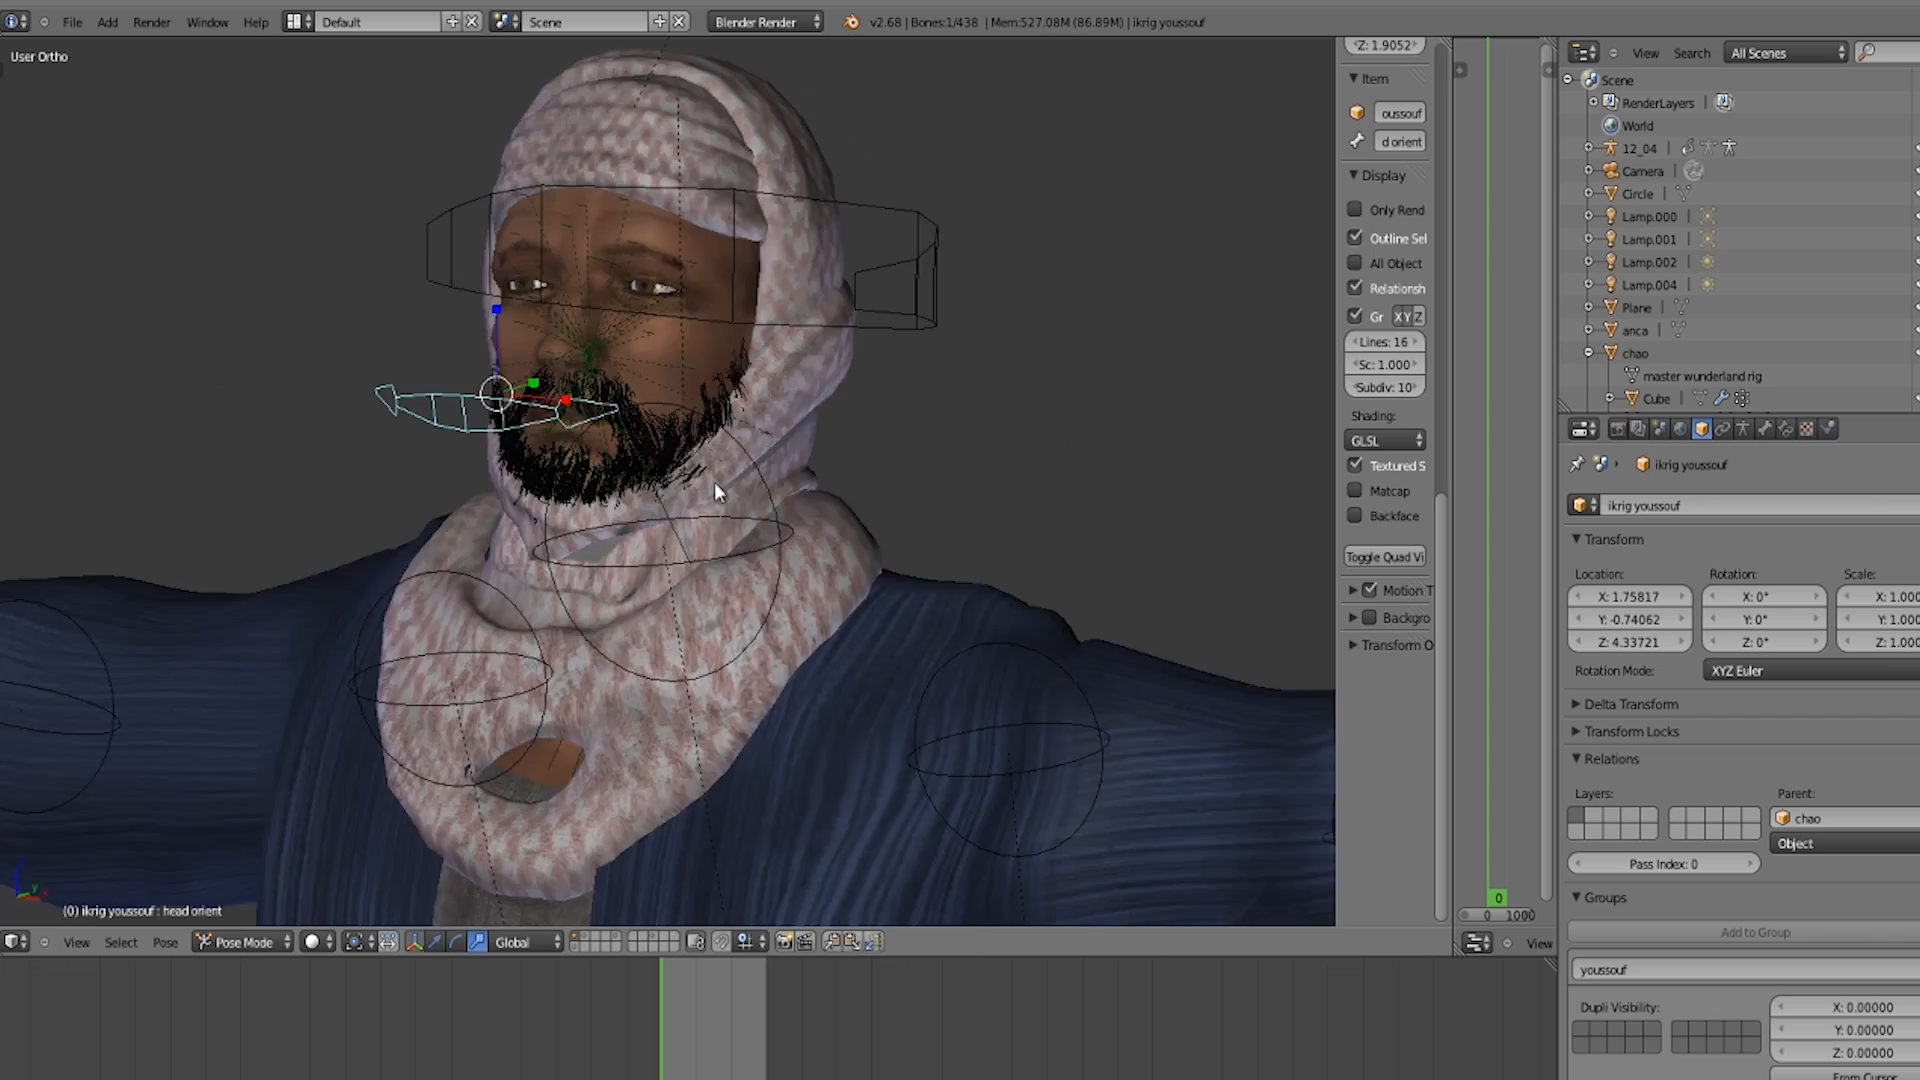 File Add Render Window Help Default Scene Blender Render v2.68 | Bones:1/438 | Mem:527.08M (86.89M) | ikrig youssouf
User Ortho
Z: 1.9052
Item
oussouf
d orient
Display
Only Rend
Outline Sel
All Object
Relationsh
Gr X Y Z
Lines: 16
Sc: 1.000
Subdiv: 10
Shading:
GLSL
Textured S
Matcap
Backface
Toggle Quad Vi
Motion T
Backgro
Transform O
(0) ikrig youssouf : head orient
View Select Pose Pose Mode Global
0
0 1000
View
View Search All Scenes
Scene
RenderLayers
World
12_04
Camera
Circle
Lamp.000
Lamp.001
Lamp.002
Lamp.004
Plane
anca
chao
master wunderland rig
Cube
ikrig youssouf
ikrig youssouf
Transform
Location: Rotation: Scale:
X: 1.75817 X: 0° X: 1.000
Y: -0.74062 Y: 0° Y: 1.000
Z: 4.33721 Z: 0° Z: 1.000
Rotation Mode: XYZ Euler
Delta Transform
Transform Locks
Relations
Layers: Parent:
chao
Object
Pass Index: 0
Groups
Add to Group
youssouf
Dupli Visibility:
X: 0.00000
Y: 0.00000
Z: 0.00000
From Cursor